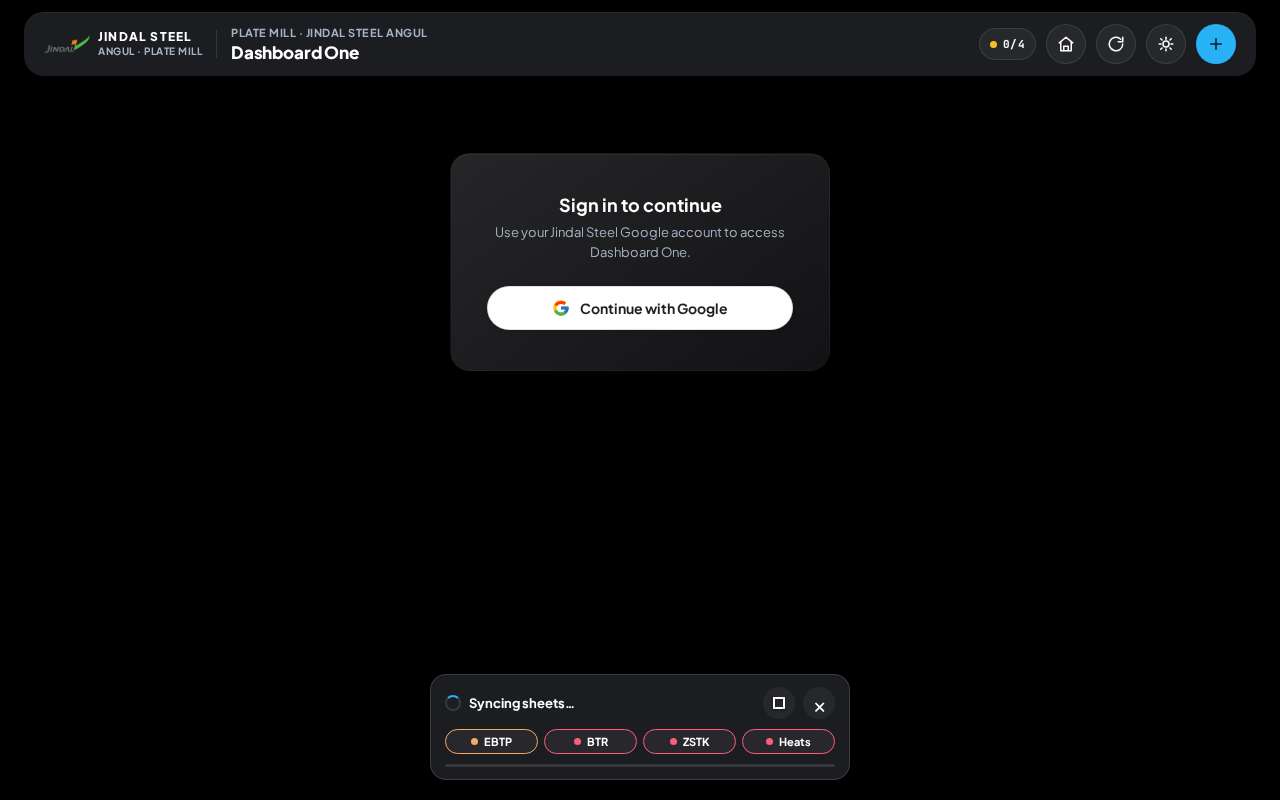 JINDAL
JINDAL STEEL
ANGUL · PLATE MILL
PLATE MILL · JINDAL STEEL ANGUL
Dashboard One
0/4
Sign in to continue
Use your Jindal Steel Google account to access
Dashboard One.
Continue with Google
Syncing sheets…
EBTP
BTR
ZSTK
Heats